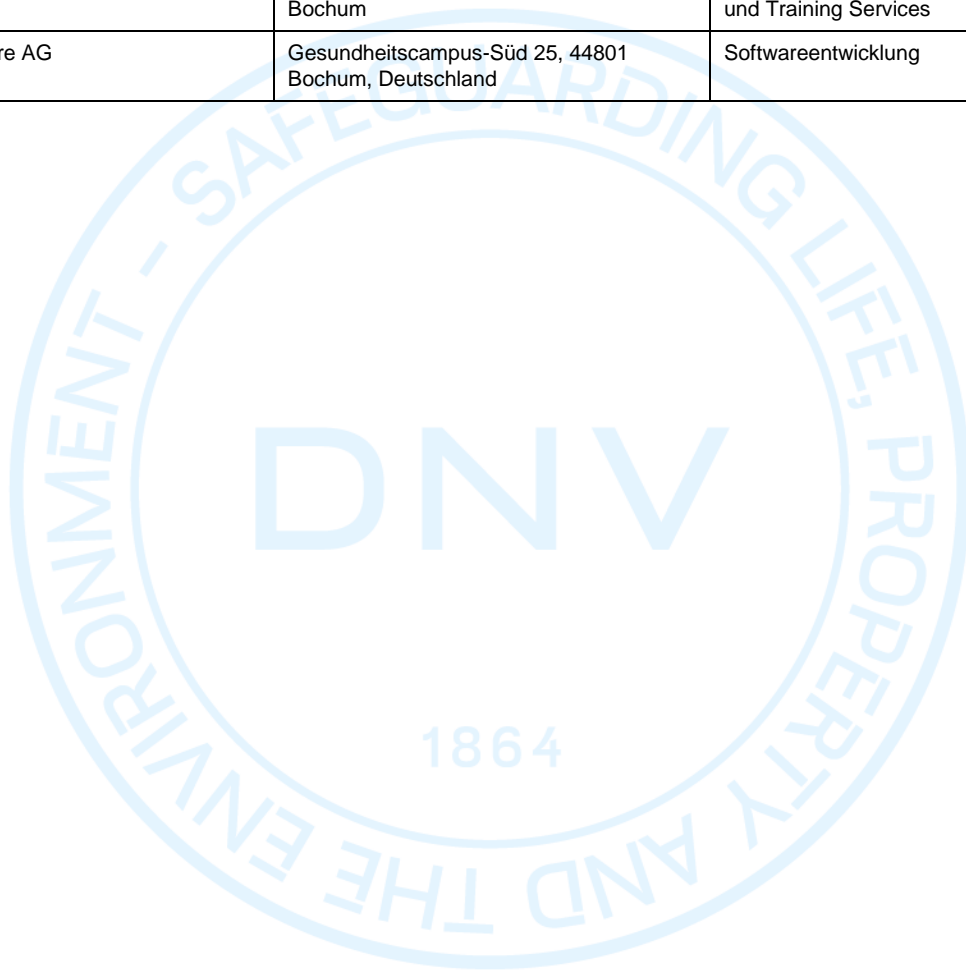 Bochum
und Training Services
re AG
Gesundheitscampus-Süd 25, 44801
Bochum, Deutschland
Softwareentwicklung
SAFEGUARDING LIFE, PROPERTY AND THE ENVIRONMENT -
DNV
1864